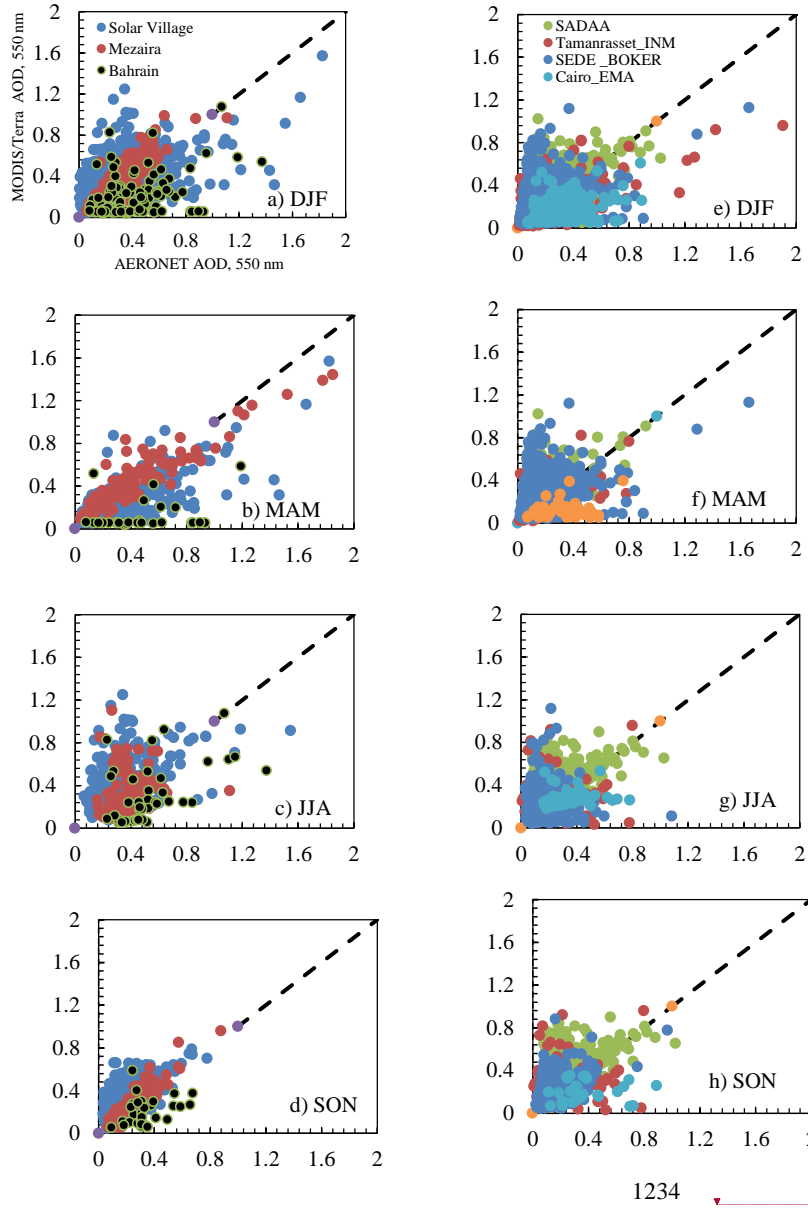 MODIS/Terra AOD, 550 nm
2
1.6
1.2
0.8
0.4
0
Solar Village
Mezaira
Bahrain
a) DJF
0 0.4 0.8 1.2 1.6 2
AERONET AOD, 550 nm
2
1.6
1.2
0.8
0.4
0
SADAA
Tamanrasset_INM
SEDE _BOKER
Cairo_EMA
e) DJF
0 0.4 0.8 1.2 1.6 2
2
1.6
1.2
0.8
0.4
0
b) MAM
0 0.4 0.8 1.2 1.6 2
2
1.6
1.2
0.8
0.4
0
f) MAM
0 0.4 0.8 1.2 1.6 2
2
1.6
1.2
0.8
0.4
0
c) JJA
0 0.4 0.8 1.2 1.6 2
2
1.6
1.2
0.8
0.4
0
g) JJA
0 0.4 0.8 1.2 1.6 2
2
1.6
1.2
0.8
0.4
0
d) SON
0 0.4 0.8 1.2 1.6 2
2
1.6
1.2
0.8
0.4
0
h) SON
0 0.4 0.8 1.2 1.6 2
1234